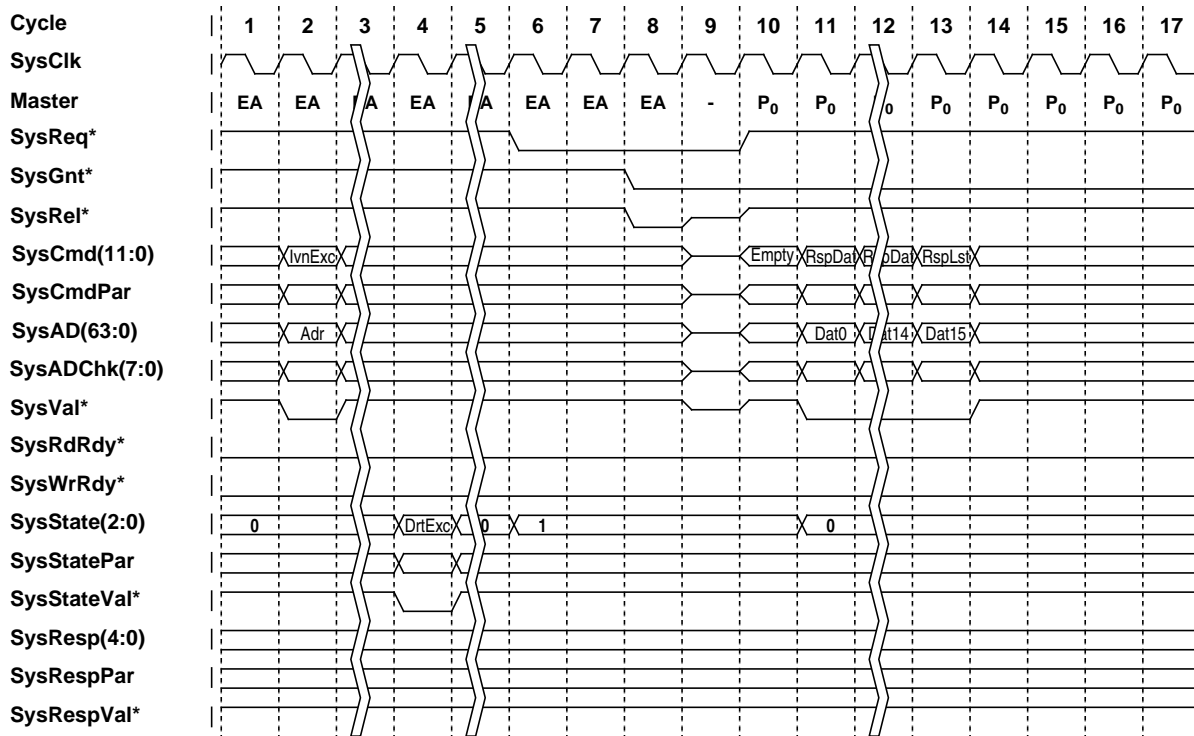 Cycle 1 2 3 4 5 6 7 8 9 10 11 12 13 14 15 16 17
SysClk
Master EA EA EA EA EA EA - P0 P0 P0 P0 P0 P0 P0
SysReq*
SysGnt*
SysRel*
SysCmd(11:0) IvnExc Empty RspDat RspDat RspLst
SysCmdPar
SysAD(63:0) Adr Dat0 Dat14 Dat15
SysADChk(7:0)
SysVal*
SysRdRdy*
SysWrRdy*
SysState(2:0) 0 DrtExc 0 1 0
SysStatePar
SysStateVal*
SysResp(4:0)
SysRespPar
SysRespVal*